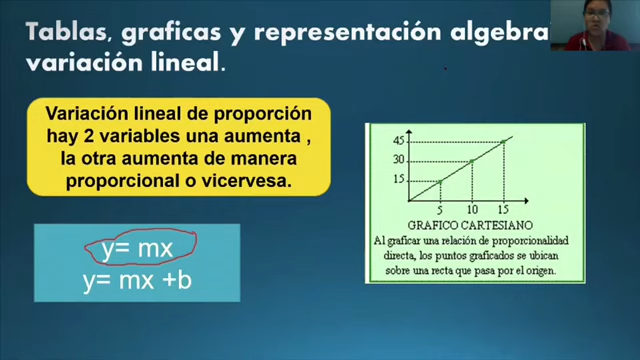 Tablas, graficas y representación algebra
variación lineal.
Variación lineal de proporción
hay 2 variables una aumenta ,
la otra aumenta de manera
proporcional o vicervesa.
y= mx
y= mx +b
45
30
15
5 10 15
GRAFICO CARTESIANO
Al graficar una relación de proporcionalidad
directa, los puntos graficados se ubican
sobre una recta que pasa por el origen.